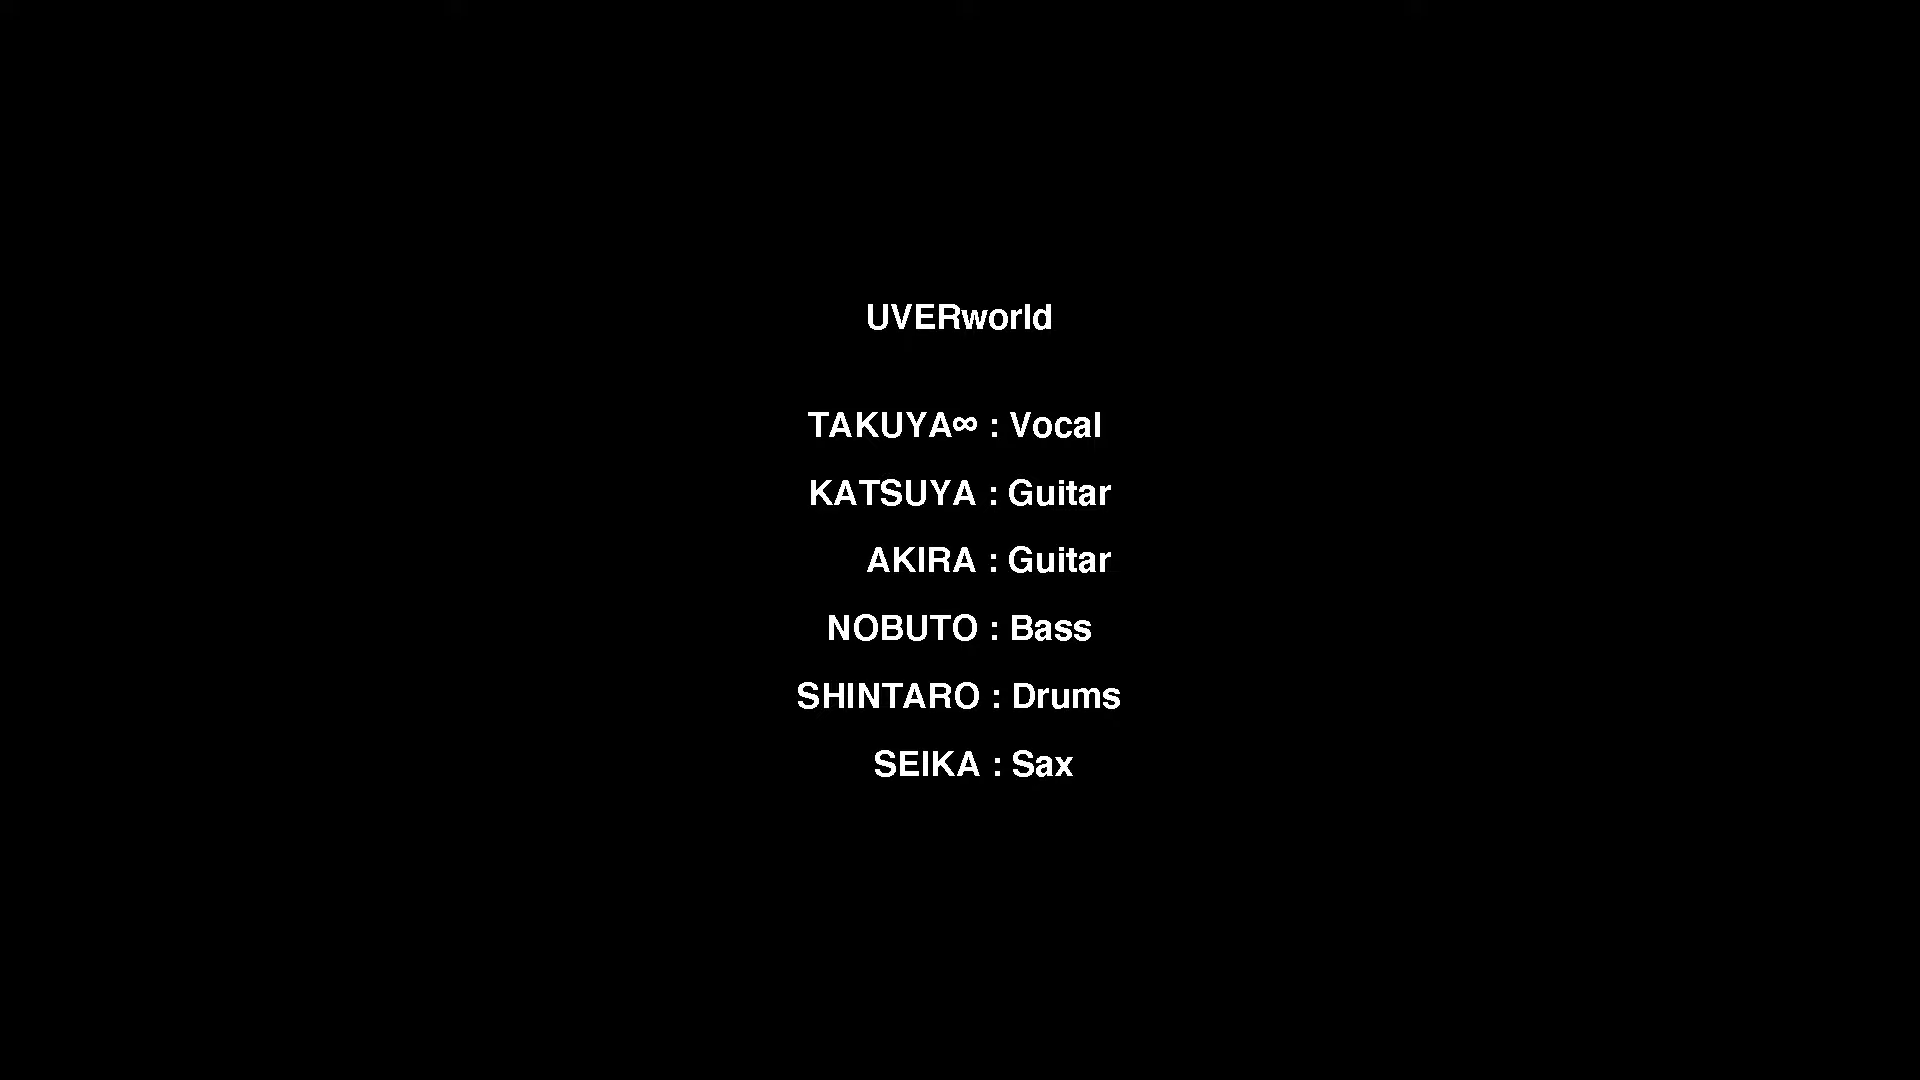 UVERworld
TAKUYA∞ : Vocal
KATSUYA : Guitar
AKIRA : Guitar
NOBUTO : Bass
SHINTARO : Drums
SEIKA : Sax